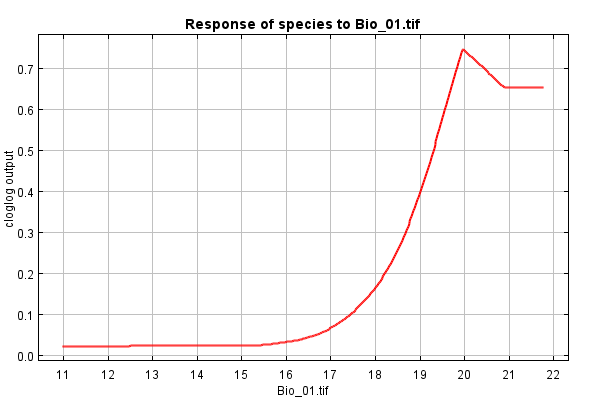 Response of species to Bio_01.tif
cloglog output
0.7
0.6
0.5
0.4
0.3
0.2
0.1
0.0
11 12 13 14 15 16 17 18 19 20 21 22
Bio_01.tif